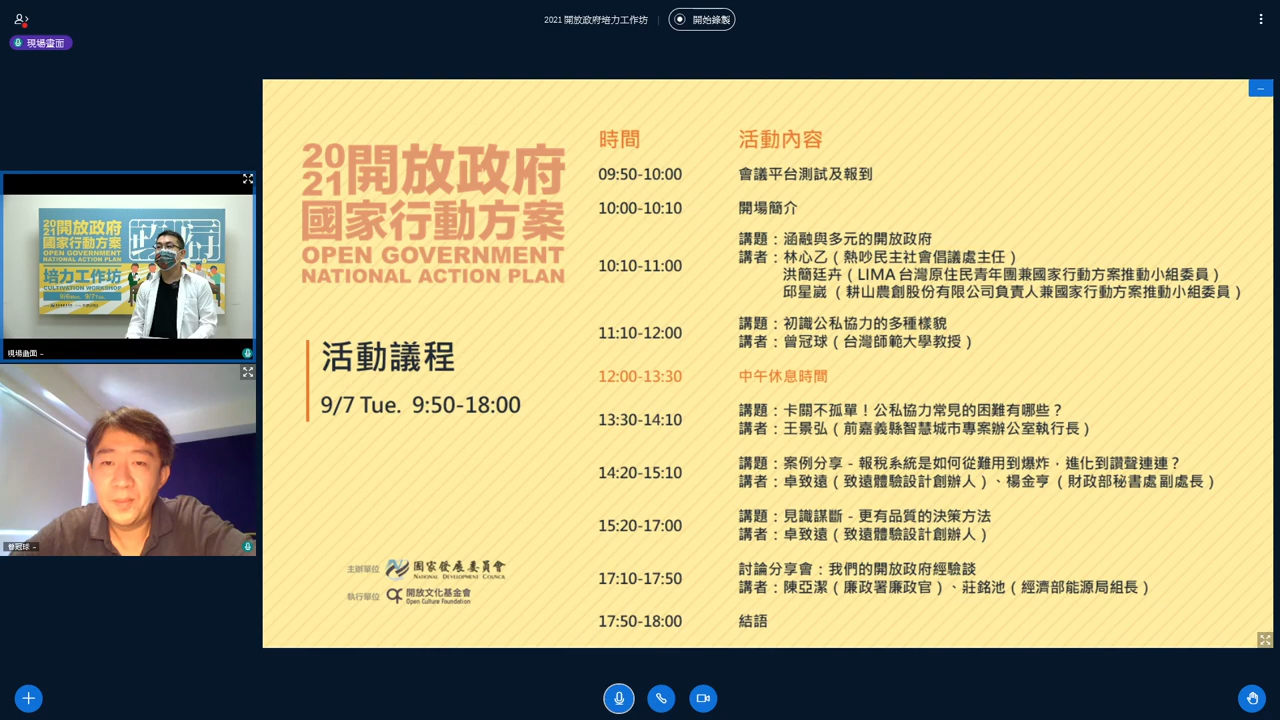 2021 開放政府培力工作坊
開始錄製
現場畫面
2021 開放政府
國家行動方案
培力工作坊
CULTIVATION WORKSHOP
現場畫面
曾冠球
2021 開放政府
國家行動方案
OPEN GOVERNMENT
NATIONAL ACTION PLAN
活動議程
9/7 Tue. 9:50-18:00
主辦單位 國家發展委員會
NATIONAL DEVELOPMENT COUNCIL
執行單位 開放文化基金會
Open Culture Foundation
時間 活動內容
09:50-10:00 會議平台測試及報到
10:00-10:10 開場簡介
10:10-11:00 講題：涵融與多元的開放政府
講者：林心乙（熱吵民主社會倡議處主任）
洪簡廷卉（LIMA 台灣原住民青年團兼國家行動方案推動小組委員）
邱星崴（耕山農創股份有限公司負責人兼國家行動方案推動小組委員）
11:10-12:00 講題：初識公私協力的多種樣貌
講者：曾冠球（台灣師範大學教授）
12:00-13:30 中午休息時間
13:30-14:10 講題：卡關不孤單！公私協力常見的困難有哪些？
講者：王景弘（前嘉義縣智慧城市專案辦公室執行長）
14:20-15:10 講題：案例分享 - 報稅系統是如何從難用到爆炸，進化到讚聲連連？
講者：卓致遠（致遠體驗設計創辦人）、楊金亨（財政部秘書處副處長）
15:20-17:00 講題：見識謀斷 - 更有品質的決策方法
講者：卓致遠（致遠體驗設計創辦人）
17:10-17:50 討論分享會：我們的開放政府經驗談
講者：陳亞潔（廉政署廉政官）、莊銘池（經濟部能源局組長）
17:50-18:00 結語